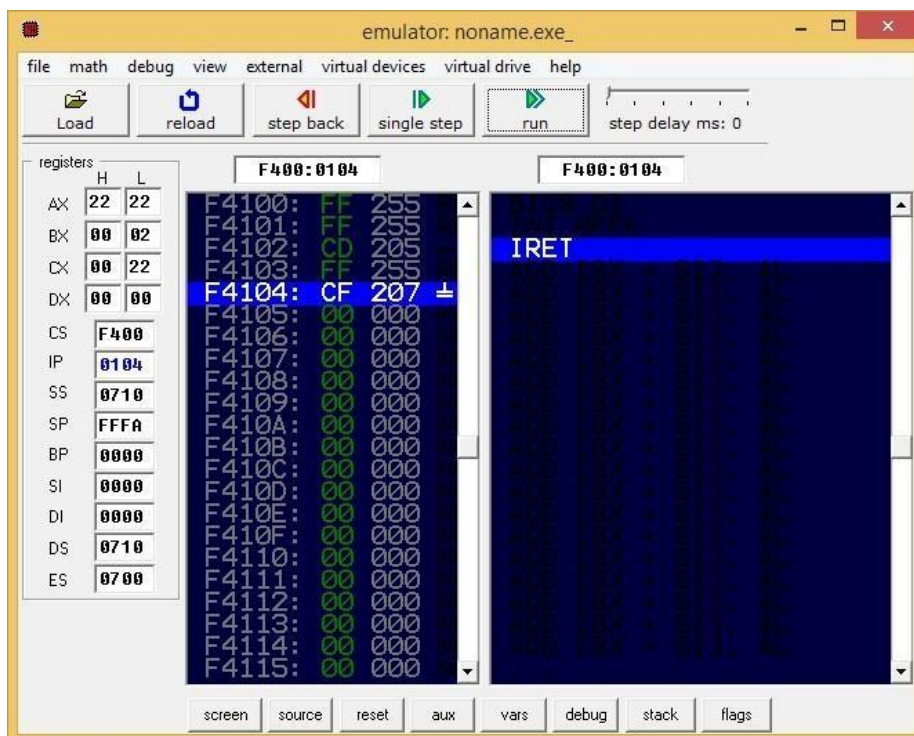 emulator: noname.exe_
file math debug view external virtual devices virtual drive help
Load reload step back single step run step delay ms: 0
registers
F400:0104 F400:0104
H L
AX 22 22
BX 00 02
CX 00 22
DX 00 00
CS F400
IP 0104
SS 0710
SP FFFA
BP 0000
SI 0000
DI 0000
DS 0710
ES 0700
F4100: FF 255
F4101: FF 255
F4102: CD 205
F4103: FF 255
F4104: CF 207 ╧
F4105: 00 000
F4106: 00 000
F4107: 00 000
F4108: 00 000
F4109: 00 000
F410A: 00 000
F410B: 00 000
F410C: 00 000
F410D: 00 000
F410E: 00 000
F410F: 00 000
F4110: 00 000
F4111: 00 000
F4112: 00 000
F4113: 00 000
F4114: 00 000
F4115: 00 000
BIOS DI
IRET
screen source reset aux vars debug stack flags